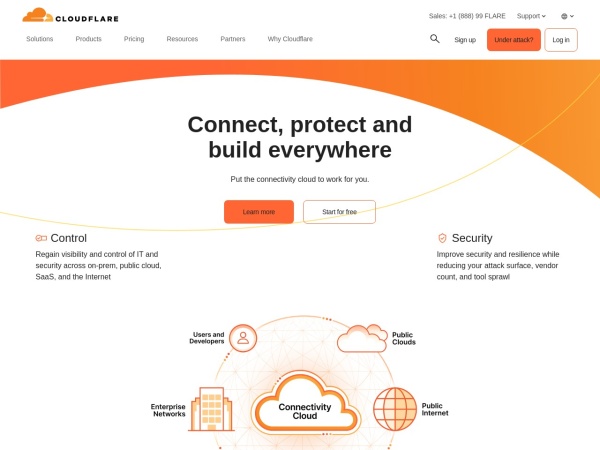 CLOUDFLARE
Sales: +1 (888) 99 FLARE Support
Solutions Products Pricing Resources Partners Why Cloudflare
Sign up Under attack? Log in
Connect, protect and
build everywhere
Put the connectivity cloud to work for you.
Learn more Start for free
Control
Regain visibility and control of IT and
security across on-prem, public cloud,
SaaS, and the Internet
Security
Improve security and resilience while
reducing your attack surface, vendor
count, and tool sprawl
Users and
Developers
Public
Clouds
Enterprise
Networks
Connectivity
Cloud
Public
Internet